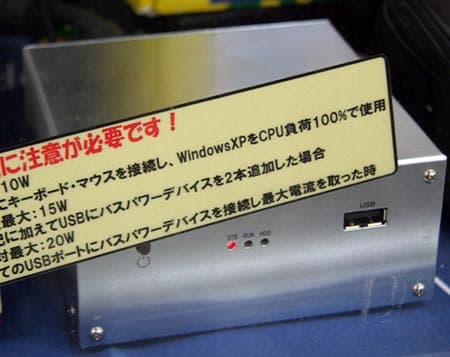 に注意が必要です！
10W
にキーボード・マウスを接続し、WindowsXPをCPU負荷100%で使用
最大：15W
記に加えてUSBにバスパワーデバイスを2本追加した場合
対最大：20W
てのUSBポートにバスパワーデバイスを接続し最大電流を取った時
USB
STB RUN HDD